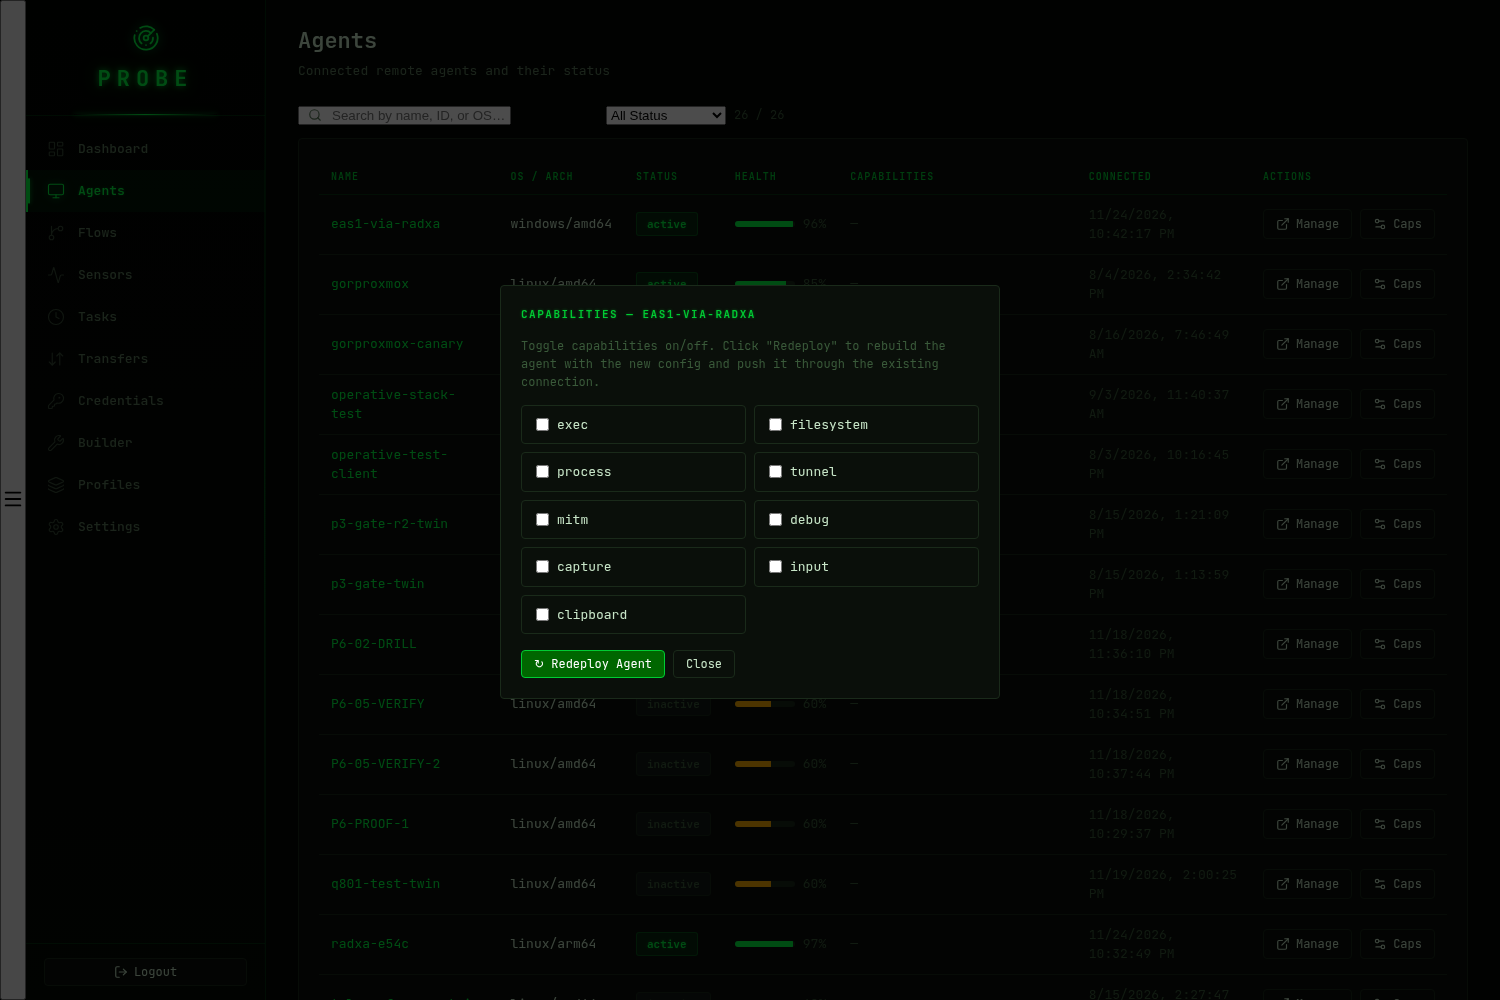 PROBE
Dashboard
Agents
Flows
Sensors
Tasks
Transfers
Credentials
Builder
Profiles
Settings
Logout
Agents
Connected remote agents and their status
Search by name, ID, or OS…
All Status
26 / 26
NAME OS / ARCH STATUS HEALTH CAPABILITIES CONNECTED ACTIONS
eas1-via-radxa windows/amd64 active 96% — 11/24/2026, 10:42:17 PM Manage Caps
gorproxmox linux/amd64 active 85% — 8/4/2026, 2:34:42 PM Manage Caps
gorproxmox-canary 8/16/2026, 7:46:49 AM Manage Caps
operative-stack-test 9/3/2026, 11:40:37 AM Manage Caps
operative-test-client 8/3/2026, 10:16:45 PM Manage Caps
p3-gate-r2-twin 8/15/2026, 1:21:09 PM Manage Caps
p3-gate-twin 8/15/2026, 1:13:59 PM Manage Caps
P6-02-DRILL 11/18/2026, 11:36:10 PM Manage Caps
P6-05-VERIFY linux/amd64 inactive 60% — 11/18/2026, 10:34:51 PM Manage Caps
P6-05-VERIFY-2 linux/amd64 inactive 60% — 11/18/2026, 10:37:44 PM Manage Caps
P6-PROOF-1 linux/amd64 inactive 60% — 11/18/2026, 10:29:37 PM Manage Caps
q801-test-twin linux/amd64 inactive 60% — 11/19/2026, 2:00:25 PM Manage Caps
radxa-e54c linux/arm64 active 97% — 11/24/2026, 10:32:49 PM Manage Caps
8/15/2026, 2:27:47
CAPABILITIES — EAS1-VIA-RADXA
Toggle capabilities on/off. Click "Redeploy" to rebuild the
agent with the new config and push it through the existing
connection.
exec
filesystem
process
tunnel
mitm
debug
capture
input
clipboard
↻ Redeploy Agent
Close